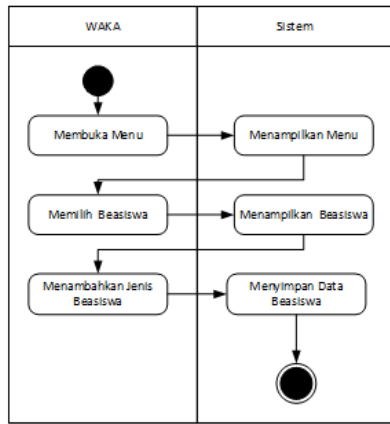 WAKA
Sistem
Membuka Menu
Menampilkan Menu
Memilih Beasiswa
Menampilkan Beasiswa
Menambahkan Jenis
Beasiswa
Menyimpan Data
Beasiswa